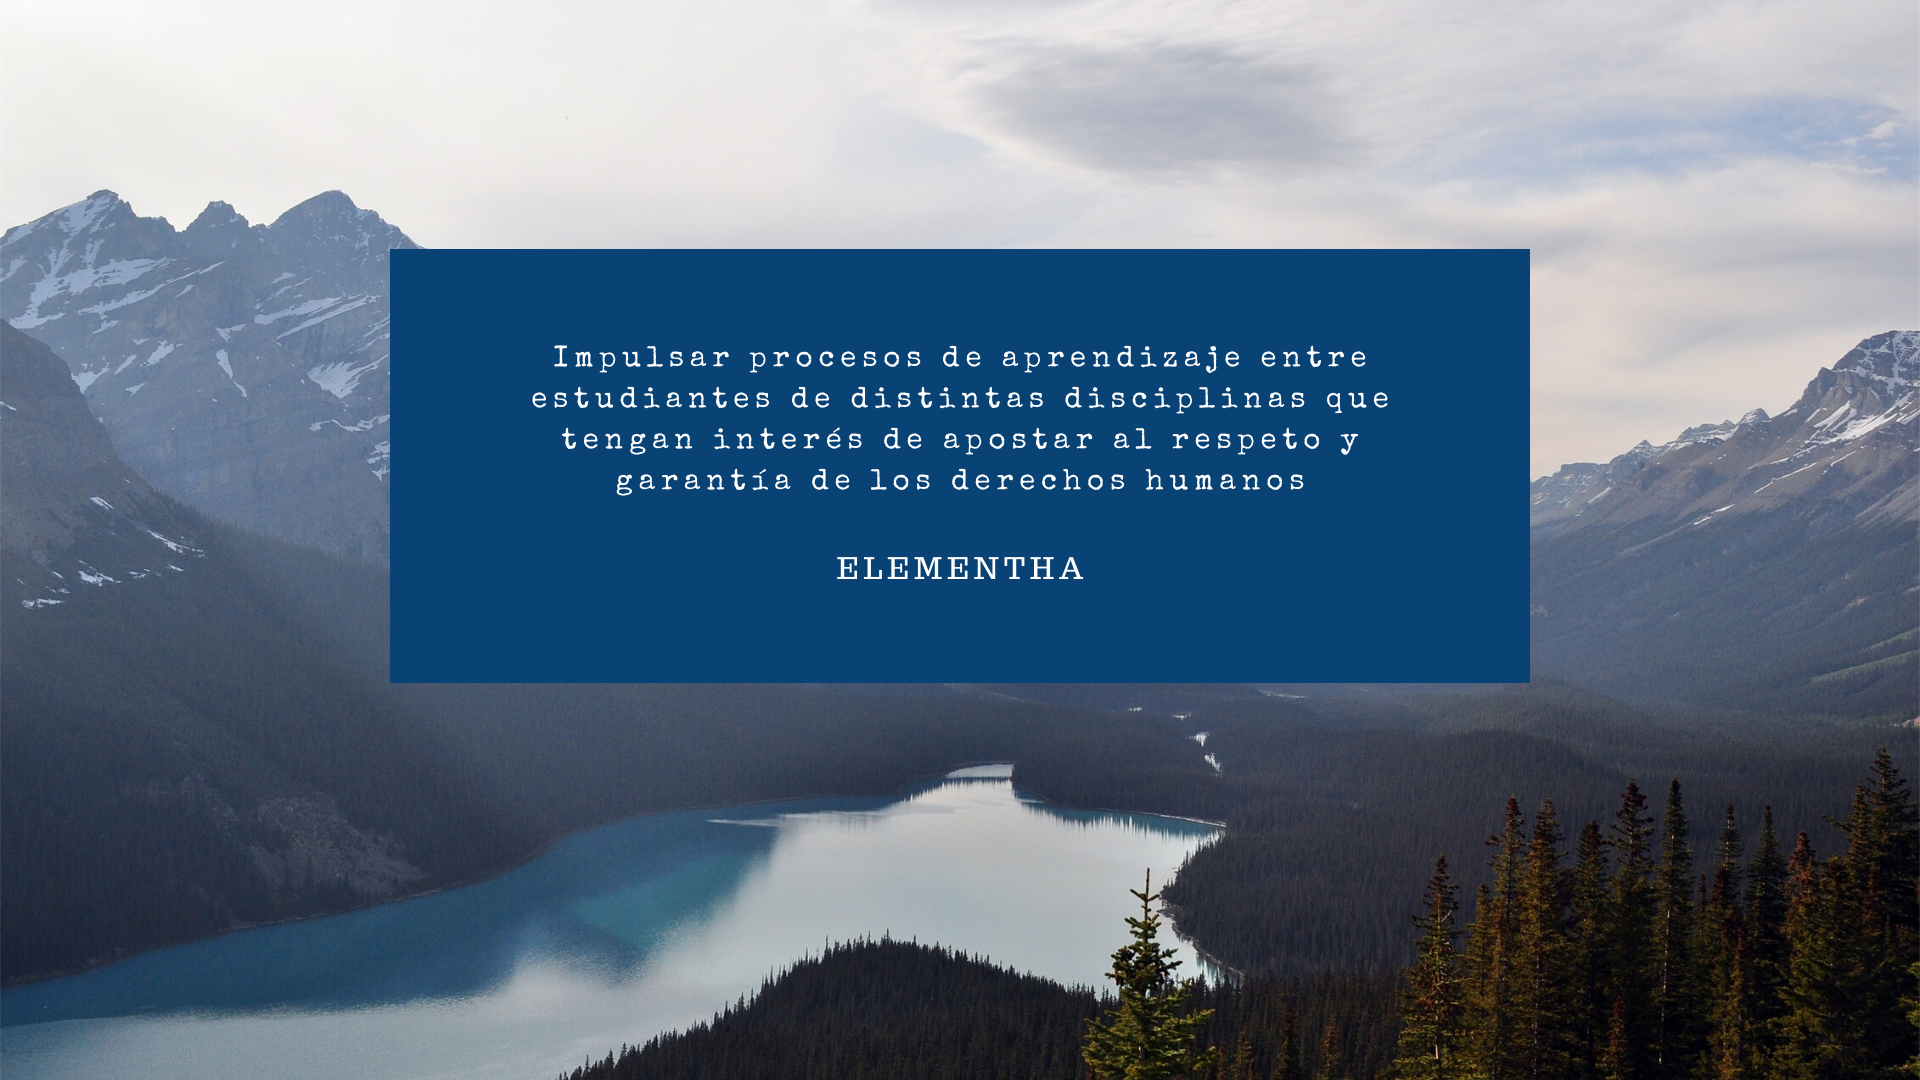 Impulsar procesos de aprendizaje entre
estudiantes de distintas disciplinas que
tengan interés de apostar al respeto y
garantía de los derechos humanos
ELEMENTHA